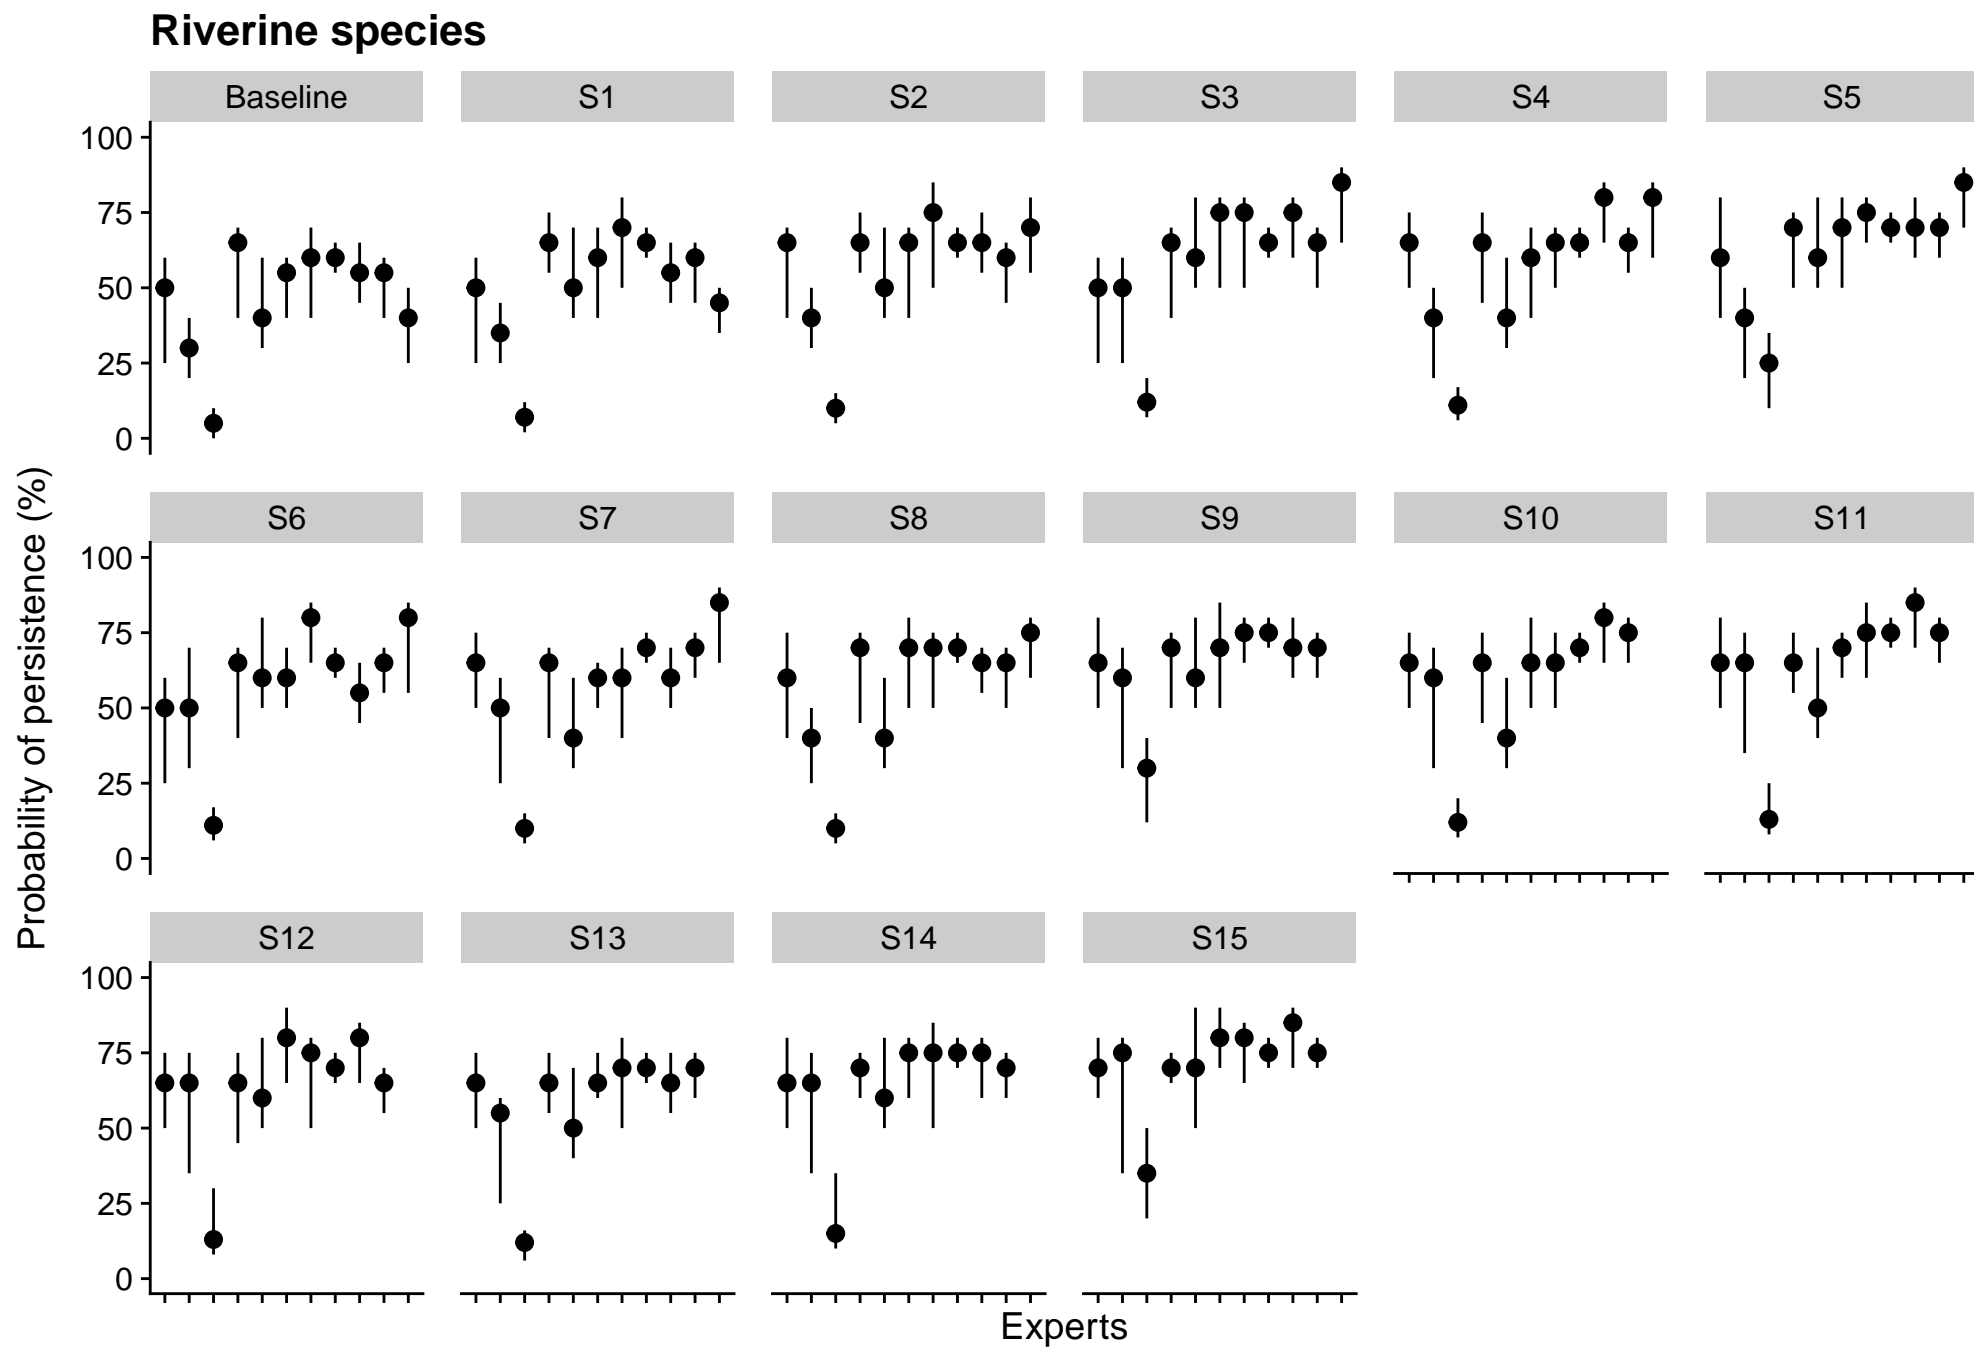 Riverine species
Baseline S1 S2 S3 S4 S5
100
75
50
25
0
Probability of persistence (%)
S6 S7 S8 S9 S10 S11
100
75
50
25
0
S12 S13 S14 S15
100
75
50
25
0
Experts